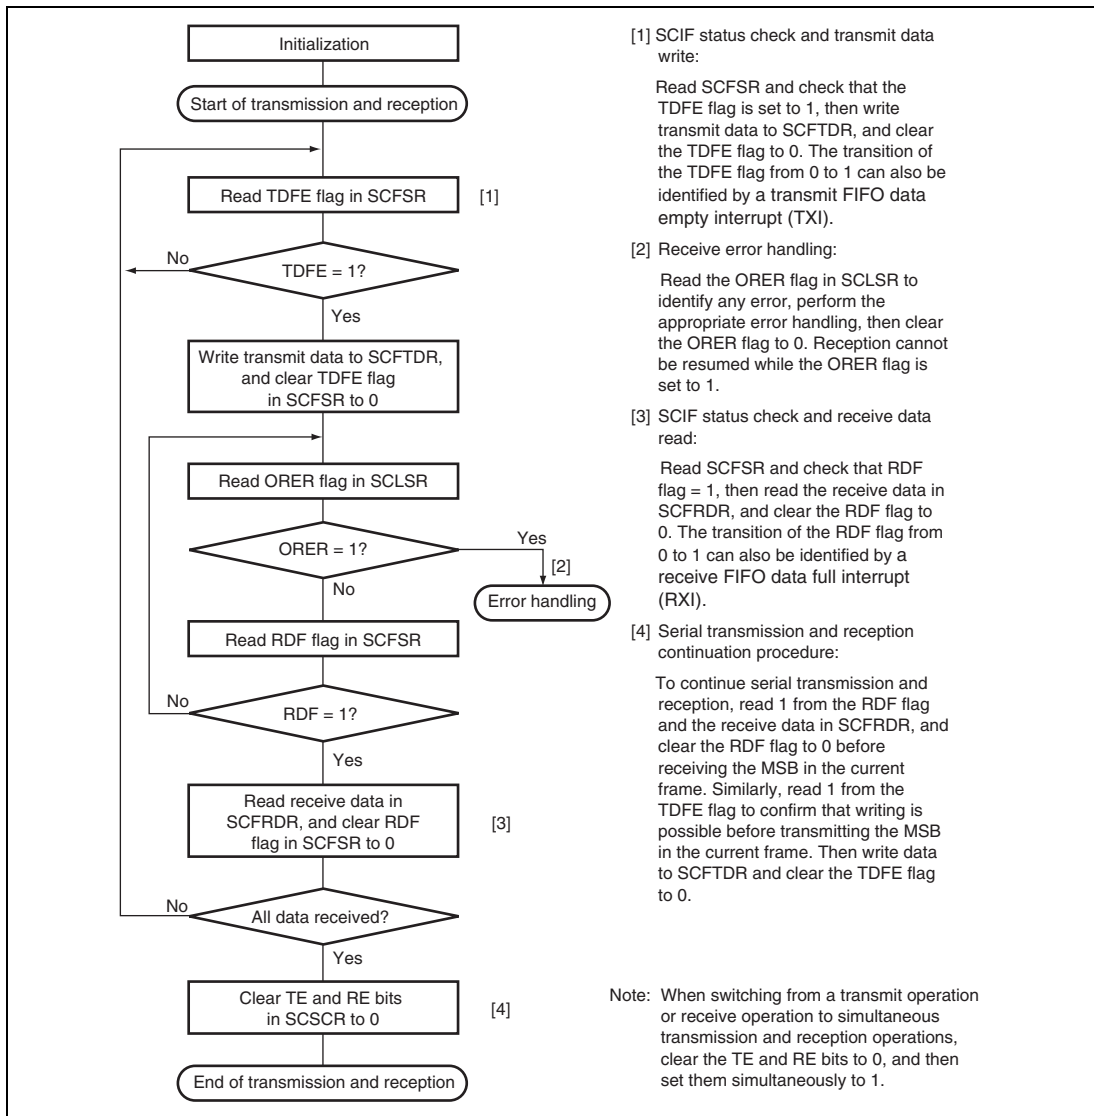 Initialization
Start of transmission and reception
Read TDFE flag in SCFSR
[1]
No
TDFE = 1?
Yes
Write transmit data to SCFTDR,
and clear TDFE flag
in SCFSR to 0
Read ORER flag in SCLSR
ORER = 1?
Yes
[2]
Error handling
No
Read RDF flag in SCFSR
No
RDF = 1?
Yes
Read receive data in
SCFRDR, and clear RDF
flag in SCFSR to 0
[3]
No
All data received?
Yes
Clear TE and RE bits
in SCSCR to 0
[4]
End of transmission and reception
[1] SCIF status check and transmit data
write:
Read SCFSR and check that the
TDFE flag is set to 1, then write
transmit data to SCFTDR, and clear
the TDFE flag to 0. The transition of
the TDFE flag from 0 to 1 can also be
identified by a transmit FIFO data
empty interrupt (TXI).
[2] Receive error handling:
Read the ORER flag in SCLSR to
identify any error, perform the
appropriate error handling, then clear
the ORER flag to 0. Reception cannot
be resumed while the ORER flag is
set to 1.
[3] SCIF status check and receive data
read:
Read SCFSR and check that RDF
flag = 1, then read the receive data in
SCFRDR, and clear the RDF flag to
0. The transition of the RDF flag from
0 to 1 can also be identified by a
receive FIFO data full interrupt
(RXI).
[4] Serial transmission and reception
continuation procedure:
To continue serial transmission and
reception, read 1 from the RDF flag
and the receive data in SCFRDR, and
clear the RDF flag to 0 before
receiving the MSB in the current
frame. Similarly, read 1 from the
TDFE flag to confirm that writing is
possible before transmitting the MSB
in the current frame. Then write data
to SCFTDR and clear the TDFE flag
to 0.
Note: When switching from a transmit operation
or receive operation to simultaneous
transmission and reception operations,
clear the TE and RE bits to 0, and then
set them simultaneously to 1.